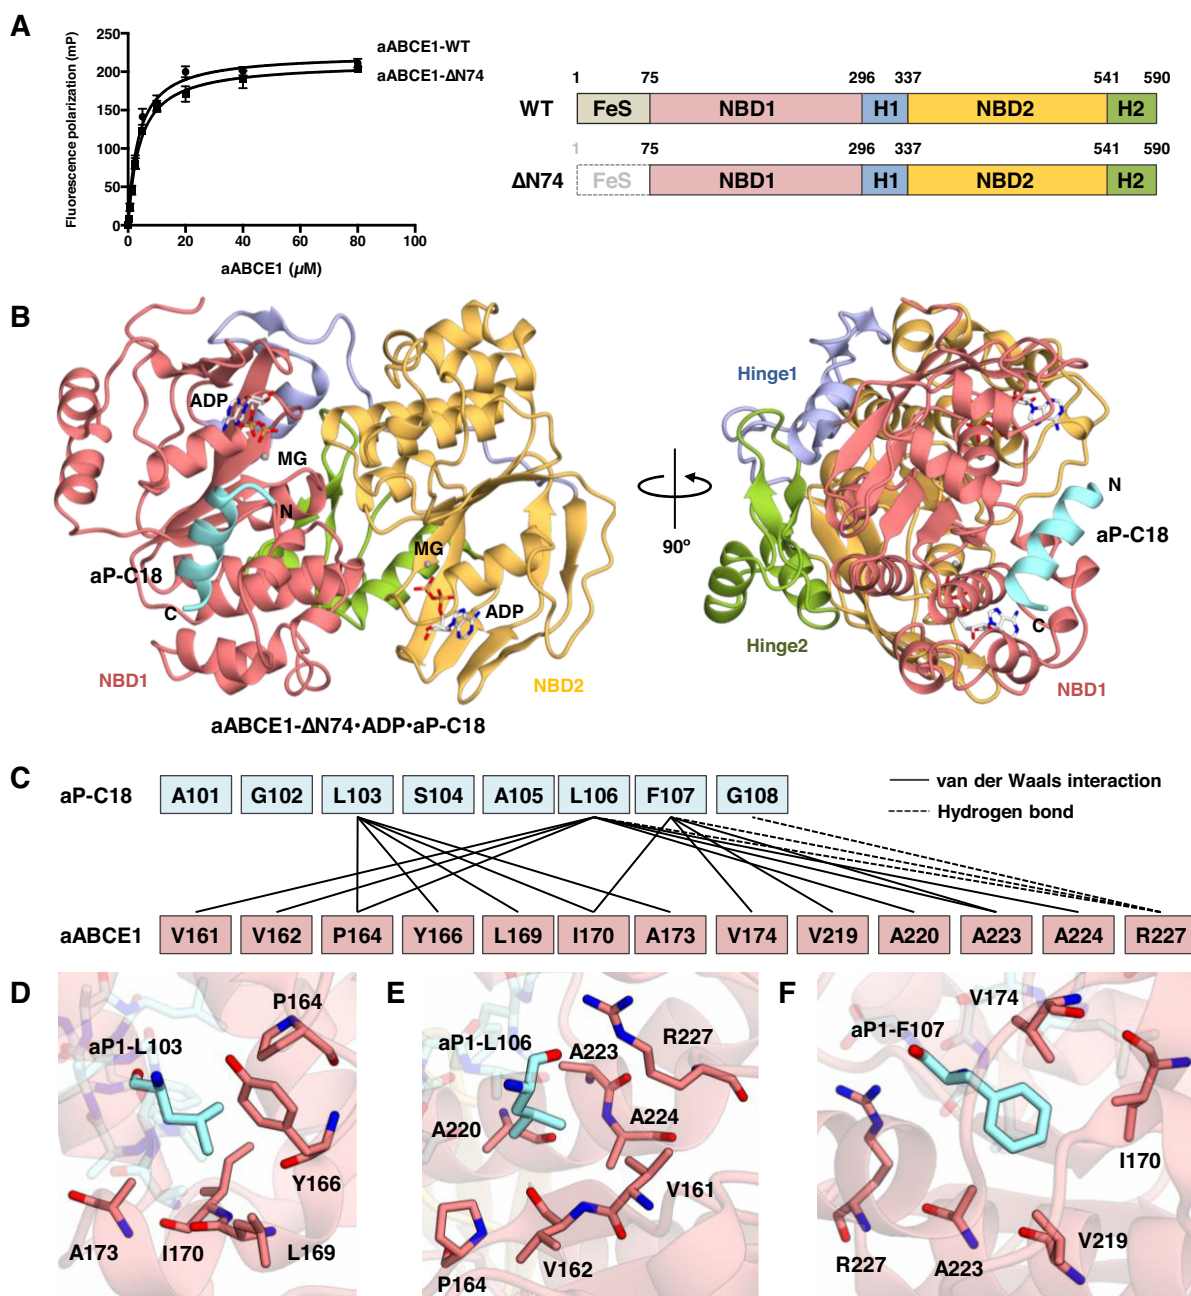 A
Fluorescence polarization (mP)
250
200
150
100
50
0
0 20 40 60 80 100
aABCE1 (µM)
aABCE1-WT
aABCE1-ΔN74
1 75 296 337 541 590
WT FeS NBD1 H1 NBD2 H2
1 75 296 337 541 590
ΔN74 FeS NBD1 H1 NBD2 H2
B
ADP
MG
N
aP-C18
C
NBD1
MG
ADP
NBD2
aABCE1-ΔN74•ADP•aP-C18
90°
Hinge1
N
aP-C18
C
Hinge2
NBD1
C
aP-C18 A101 G102 L103 S104 A105 L106 F107 G108
van der Waals interaction
Hydrogen bond
aABCE1 V161 V162 P164 Y166 L169 I170 A173 V174 V219 A220 A223 A224 R227
D
P164
aP1-L103
Y166
A173 I170 L169
E
aP1-L106
A223
R227
A220
A224
V161
V162
P164
F
V174
aP1-F107
I170
V219
R227 A223